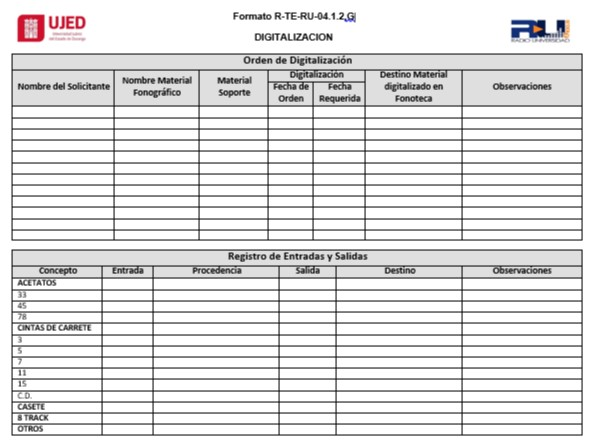 UJED
Universidad Juárez
del Estado de Durango
Formato R-TE-RU-04.1.2,G
DIGITALIZACION
RADIO UNIVERSIDAD
Orden de Digitalización
Nombre del Solicitante
Nombre Material
Fonográfico
Material
Soporte
Digitalización
Fecha de
Orden
Fecha
Requerida
Destino Material
digitalizado en
Fonoteca
Observaciones
Registro de Entradas y Salidas
Concepto Entrada Procedencia Salida Destino Observaciones
ACETATOS
33
45
78
CINTAS DE CARRETE
3
5
7
11
15
C.D.
CASETE
8 TRACK
OTROS